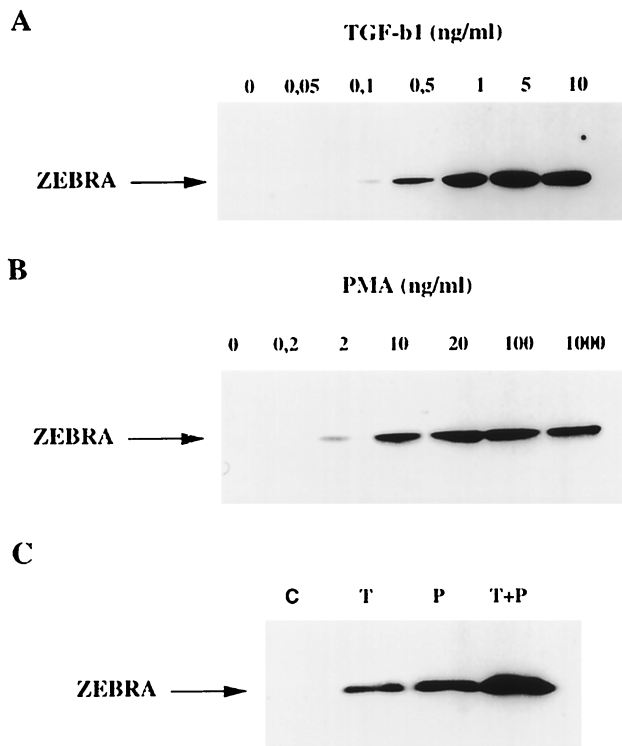 A
TGF-b1 (ng/ml)
0 0,05 0,1 0,5 1 5 10
ZEBRA
B
PMA (ng/ml)
0 0,2 2 10 20 100 1000
ZEBRA
C
C T P T+P
ZEBRA